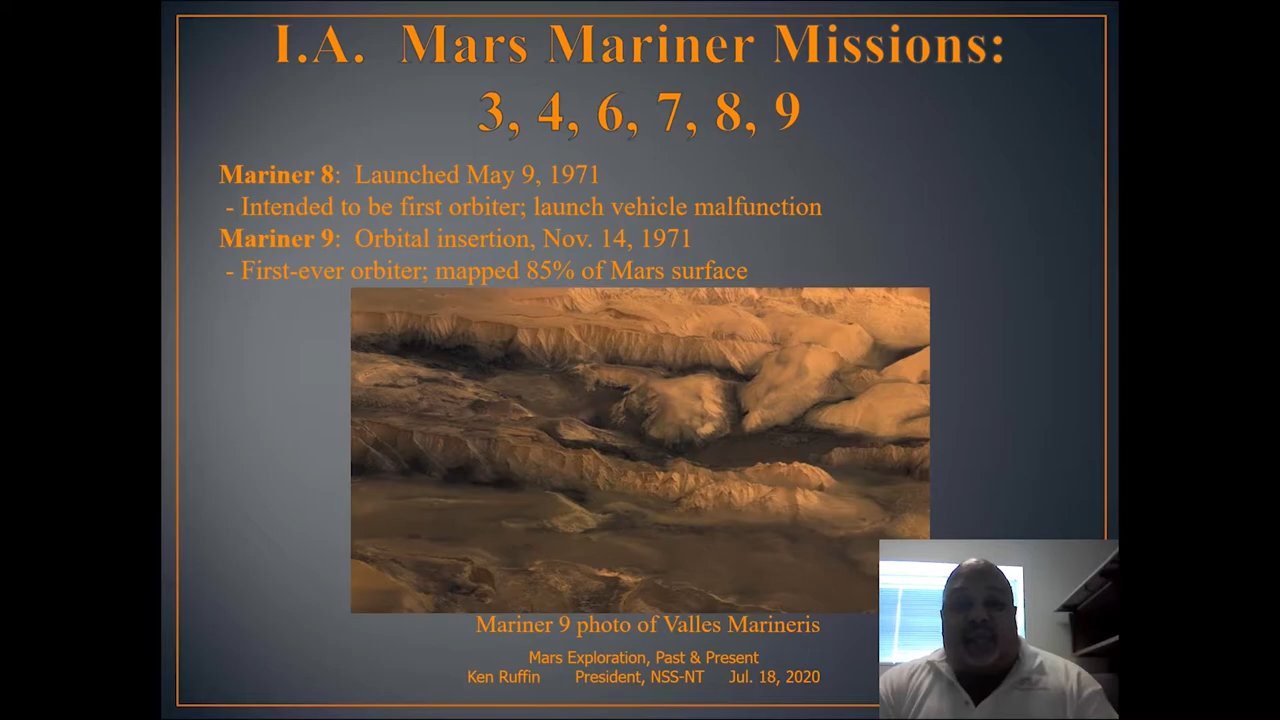 I.A. Mars Mariner Missions:
3, 4, 6, 7, 8, 9
Mariner 8: Launched May 9, 1971
- Intended to be first orbiter; launch vehicle malfunction
Mariner 9: Orbital insertion, Nov. 14, 1971
- First-ever orbiter; mapped 85% of Mars surface
Mariner 9 photo of Valles Marineris
Mars Exploration, Past & Present
Ken Ruffin President, NSS-NT Jul. 18, 2020